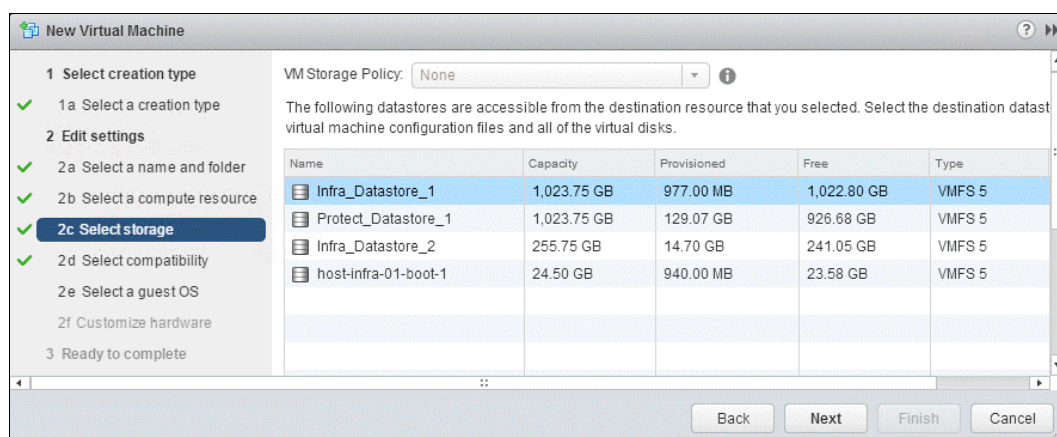 New Virtual Machine
1 Select creation type
1a Select a creation type
2 Edit settings
2a Select a name and folder
2b Select a compute resource
2c Select storage
2d Select compatibility
2e Select a guest OS
2f Customize hardware
3 Ready to complete
VM Storage Policy: None
The following datastores are accessible from the destination resource that you selected. Select the destination datast
virtual machine configuration files and all of the virtual disks.
Name Capacity Provisioned Free Type
Infra_Datastore_1 1,023.75 GB 977.00 MB 1,022.80 GB VMFS 5
Protect_Datastore_1 1,023.75 GB 129.07 GB 926.68 GB VMFS 5
Infra_Datastore_2 255.75 GB 14.70 GB 241.05 GB VMFS 5
host-infra-01-boot-1 24.50 GB 940.00 MB 23.58 GB VMFS 5
Back Next Finish Cancel